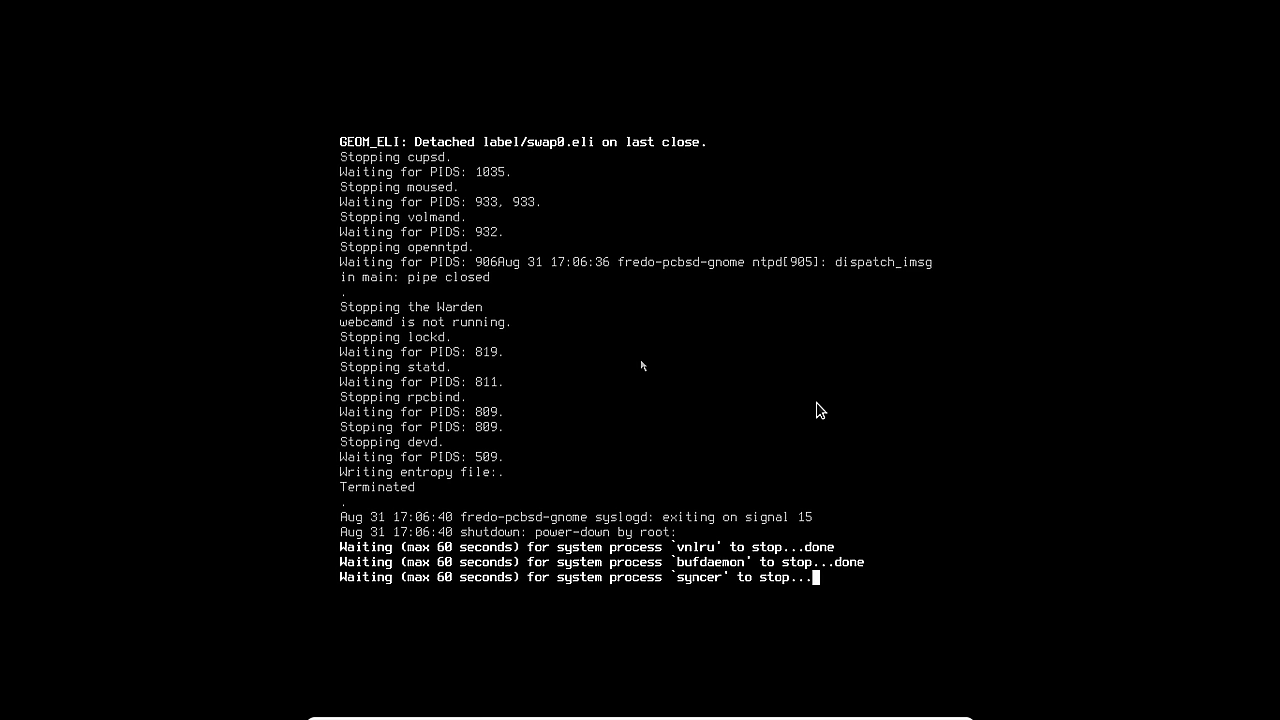 GEOM_ELI: Detached label/swap0.eli on last close.
Stopping cupsd.
Waiting for PIDS: 1035.
Stopping moused.
Waiting for PIDS: 933, 933.
Stopping volmand.
Waiting for PIDS: 932.
Stopping openntpd.
Waiting for PIDS: 906Aug 31 17:06:36 fredo-pcbsd-gnome ntpd[905]: dispatch_imsg
in main: pipe closed
.
Stopping the Warden
webcamd is not running.
Stopping lockd.
Waiting for PIDS: 819.
Stopping statd.
Waiting for PIDS: 811.
Stopping rpcbind.
Waiting for PIDS: 809.
Stoping for PIDS: 809.
Stopping devd.
Waiting for PIDS: 509.
Writing entropy file:.
Terminated
.
Aug 31 17:06:40 fredo-pcbsd-gnome syslogd: exiting on signal 15
Aug 31 17:06:40 shutdown: power-down by root:
Waiting (max 60 seconds) for system process `vnlru' to stop...done
Waiting (max 60 seconds) for system process `bufdaemon' to stop...done
Waiting (max 60 seconds) for system process `syncer' to stop...